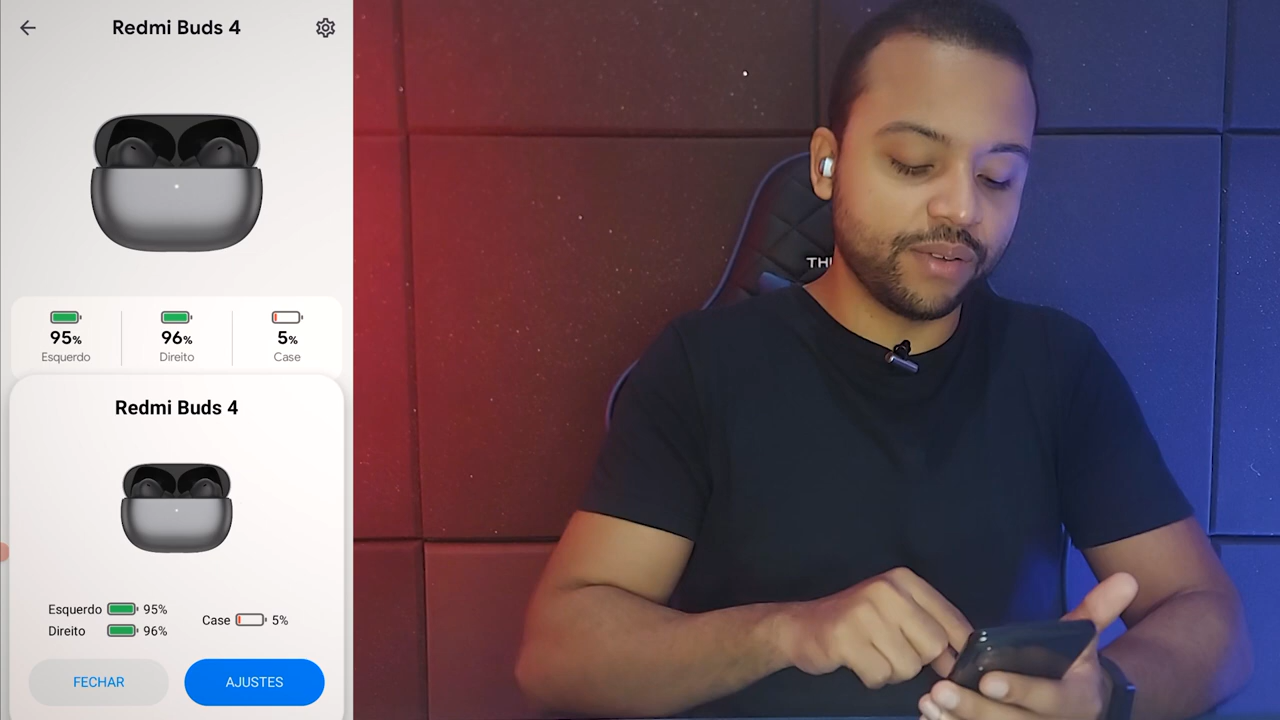 Redmi Buds 4
95%
Esquerdo
96%
Direito
5%
Case
Redmi Buds 4
Esquerdo 95%
Direito 96%
Case 5%
FECHAR
AJUSTES
TH